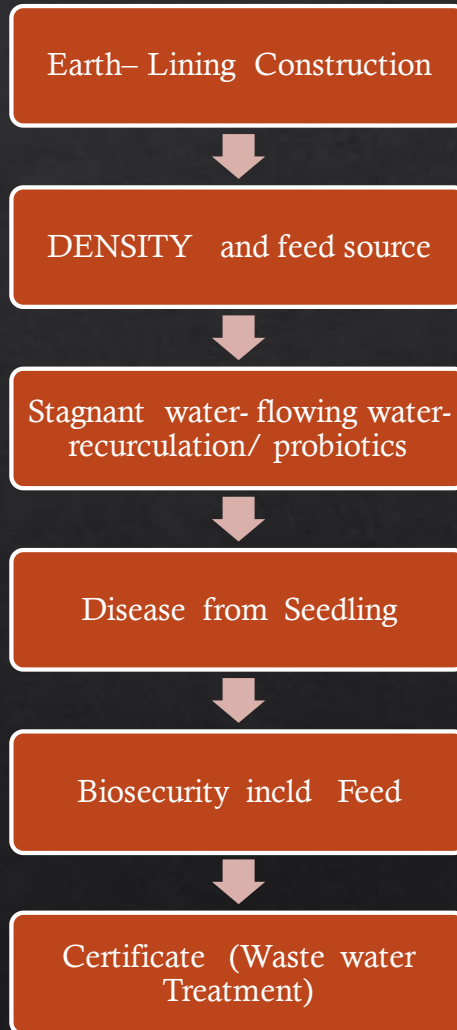 Earth– Lining Construction
DENSITY and feed source
Stagnant water- flowing water-
recurculation/ probiotics
Disease from Seedling
Biosecurity incld Feed
Certificate (Waste water
Treatment)